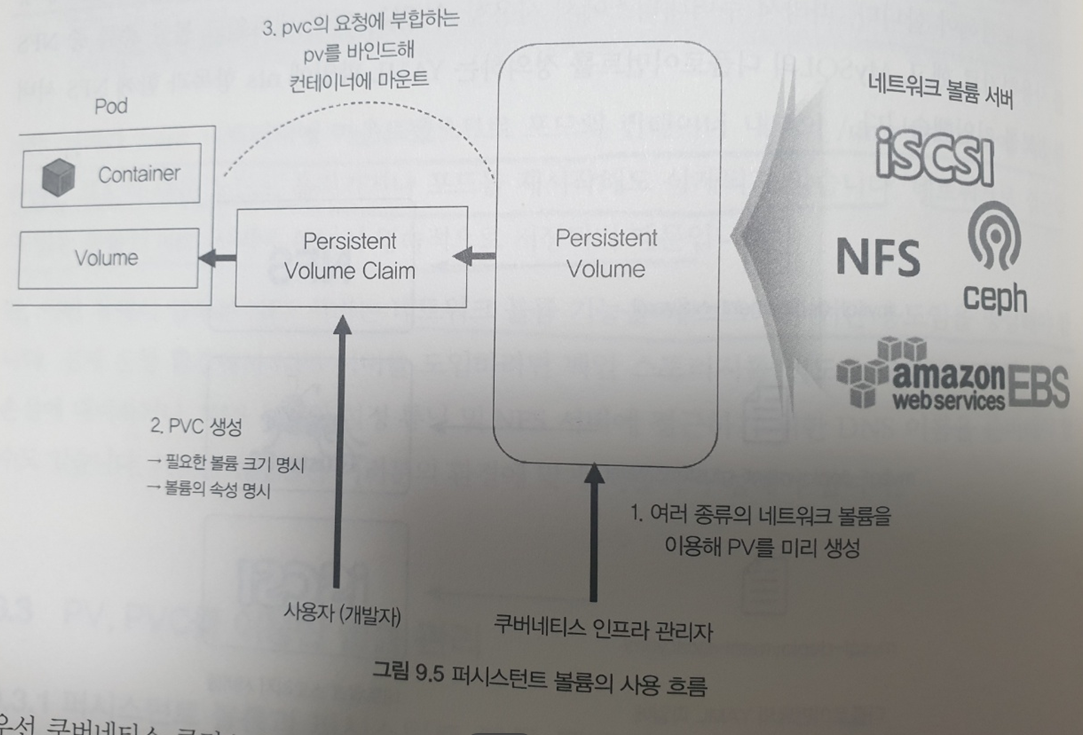 3. pvc의 요청에 부합하는
pv를 바인드해
컨테이너에 마운트
Pod
Container
Volume
Persistent
Volume Claim
Persistent
Volume
네트워크 볼륨 서버
iSCSI
NFS
ceph
amazon
web services
EBS
2. PVC 생성
→ 필요한 볼륨 크기 명시
→ 볼륨의 속성 명시
1. 여러 종류의 네트워크 볼륨을
이용해 PV를 미리 생성
사용자 (개발자)
쿠버네티스 인프라 관리자
그림 9.5 퍼시스턴트 볼륨의 사용 흐름
우선 쿠버네티스